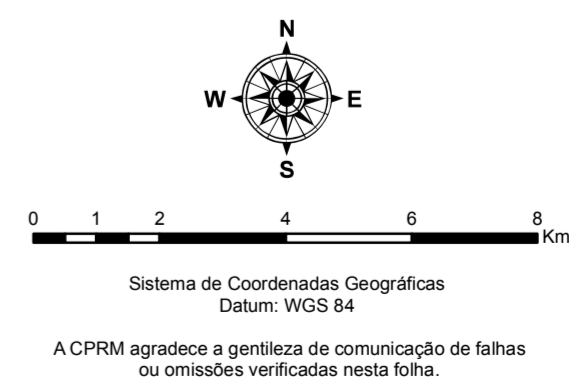 N
W E
S
0 1 2 4 6 8
Km
Sistema de Coordenadas Geográficas
Datum: WGS 84
A CPRM agradece a gentileza de comunicação de falhas
ou omissões verificadas nesta folha.